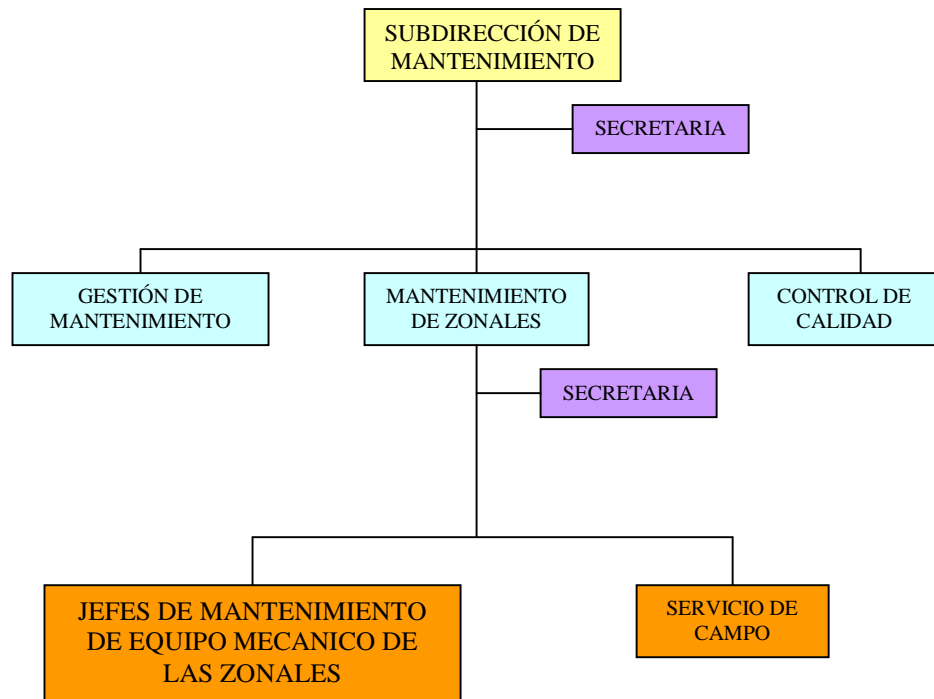 SUBDIRECCIÓN DE
MANTENIMIENTO
SECRETARIA
GESTIÓN DE
MANTENIMIENTO
MANTENIMIENTO
DE ZONALES
CONTROL DE
CALIDAD
SECRETARIA
JEFES DE MANTENIMIENTO
DE EQUIPO MECANICO DE
LAS ZONALES
SERVICIO DE
CAMPO